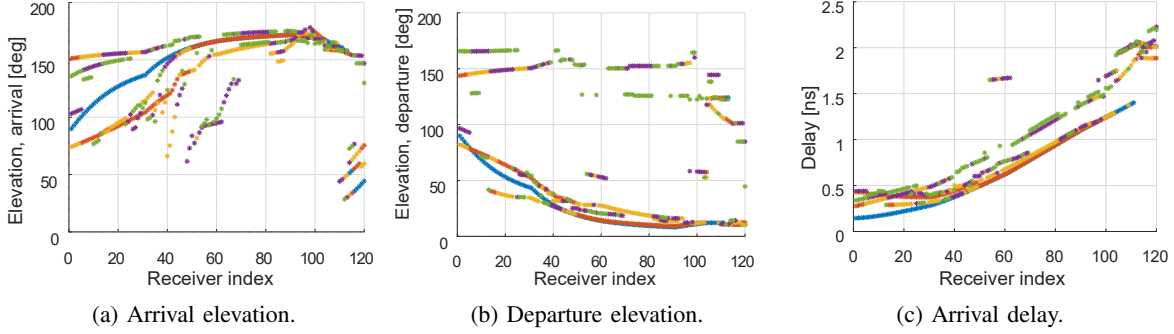 200
150
100
50
0
0 20 40 60 80 100 120
Elevation, arrival [deg]
Receiver index
(a) Arrival elevation.
200
150
100
50
0
0 20 40 60 80 100 120
Elevation, departure [deg]
Receiver index
(b) Departure elevation.
2.5
2
1.5
1
0.5
0
0 20 40 60 80 100 120
Delay [ns]
Receiver index
(c) Arrival delay.